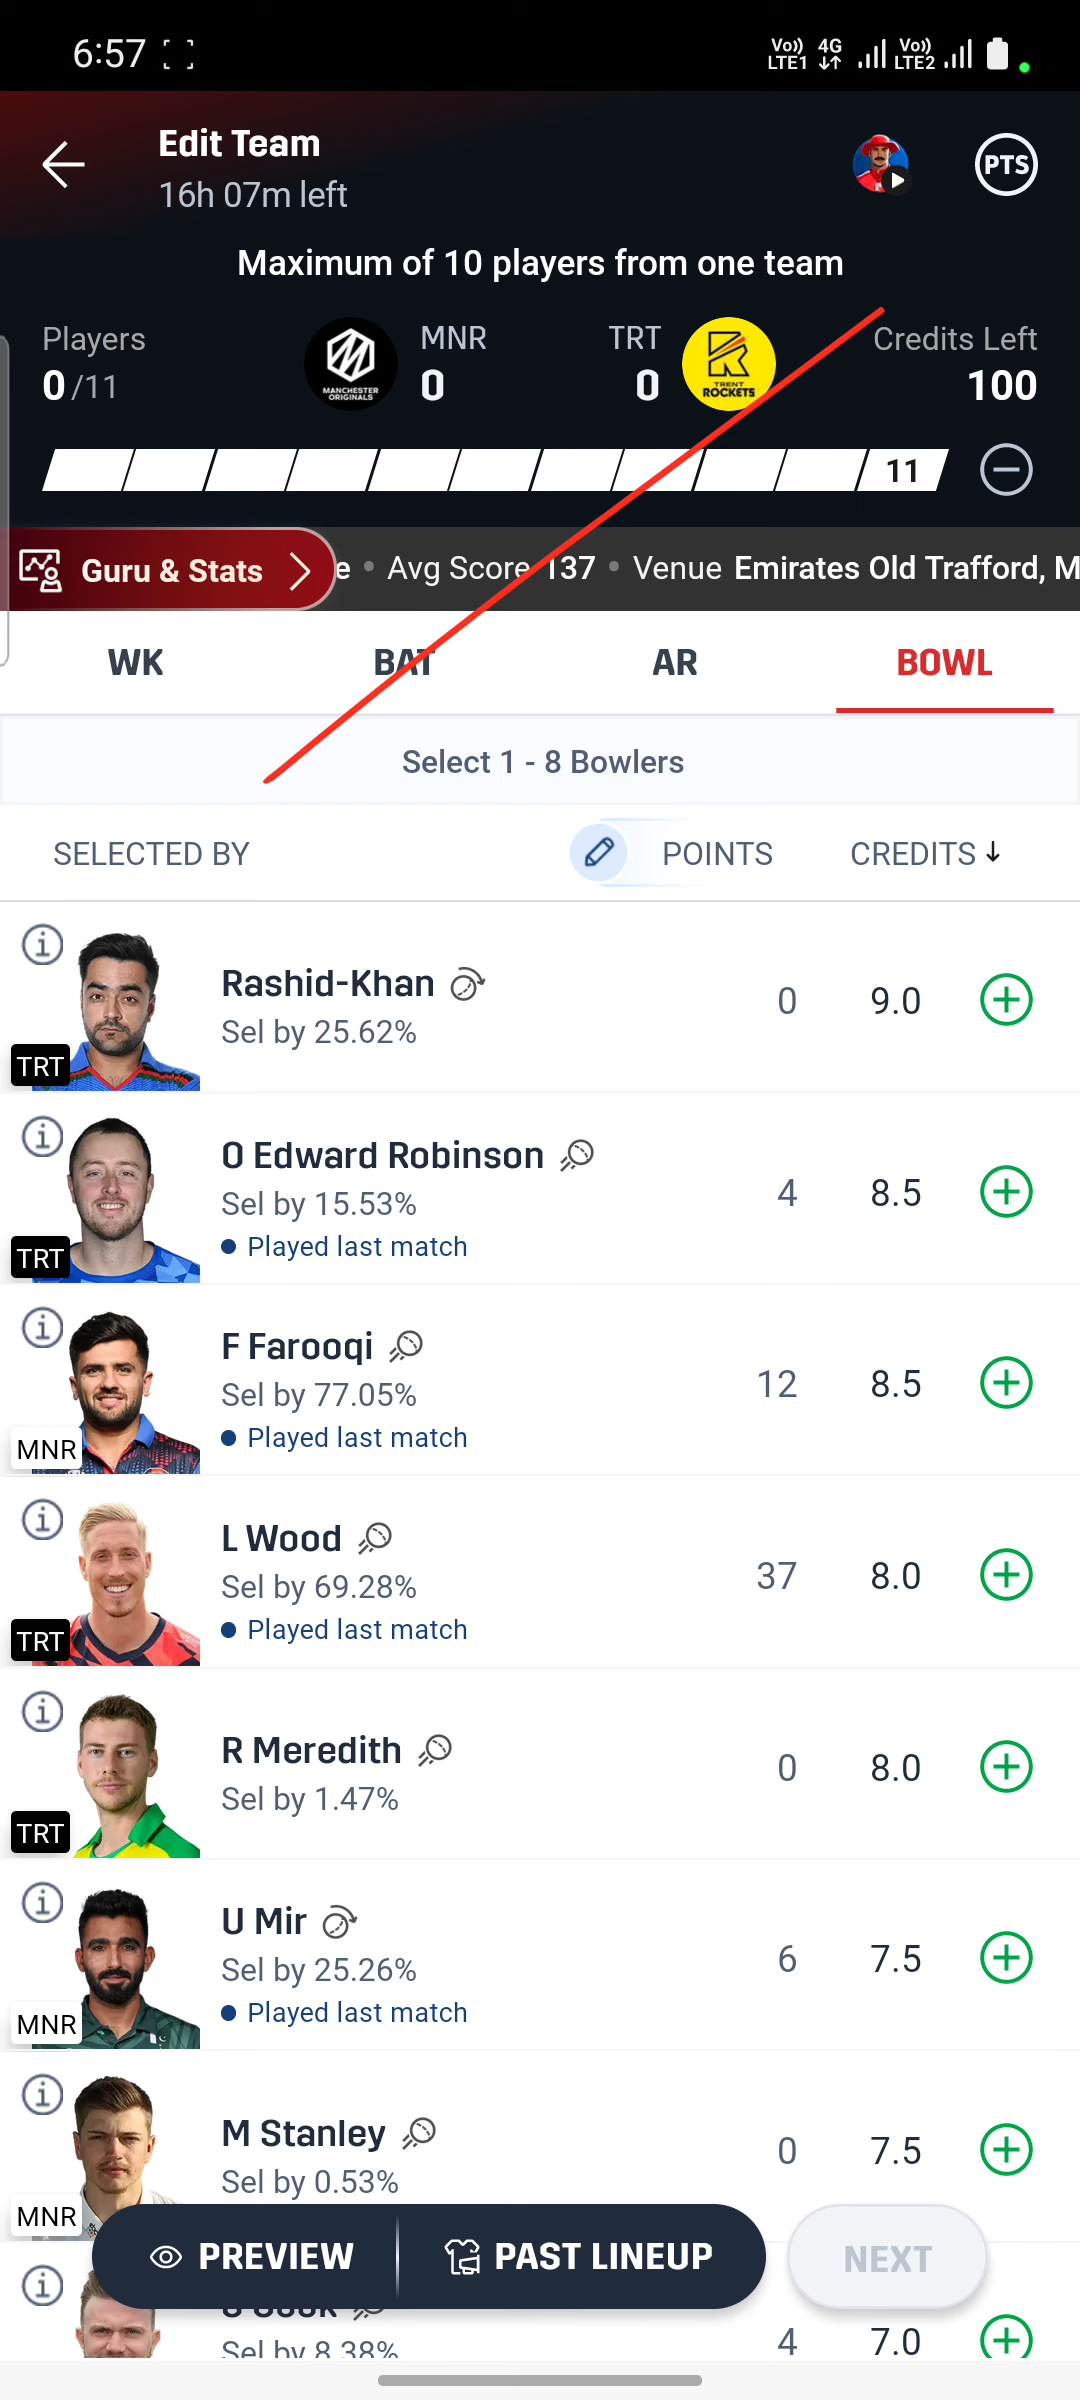 6:57
Vo)) LTE1 4G Vo)) LTE2
Edit Team
16h 07m left
PTS
Maximum of 10 players from one team
Players
0/11
MANCHESTER ORIGINALS
MNR
0
TRT
0
TRENT ROCKETS
Credits Left
100
11
Guru & Stats
e • Avg Score 137 • Venue Emirates Old Trafford, M
WK BAT AR BOWL
Select 1 - 8 Bowlers
SELECTED BY POINTS CREDITS
Rashid-Khan
Sel by 25.62%
TRT
0 9.0
O Edward Robinson
Sel by 15.53%
Played last match
TRT
4 8.5
F Farooqi
Sel by 77.05%
Played last match
MNR
12 8.5
L Wood
Sel by 69.28%
Played last match
TRT
37 8.0
R Meredith
Sel by 1.47%
TRT
0 8.0
U Mir
Sel by 25.26%
Played last match
MNR
6 7.5
M Stanley
Sel by 0.53%
MNR
0 7.5
PREVIEW
PAST LINEUP
NEXT
Sel by 8.38%
4 7.0